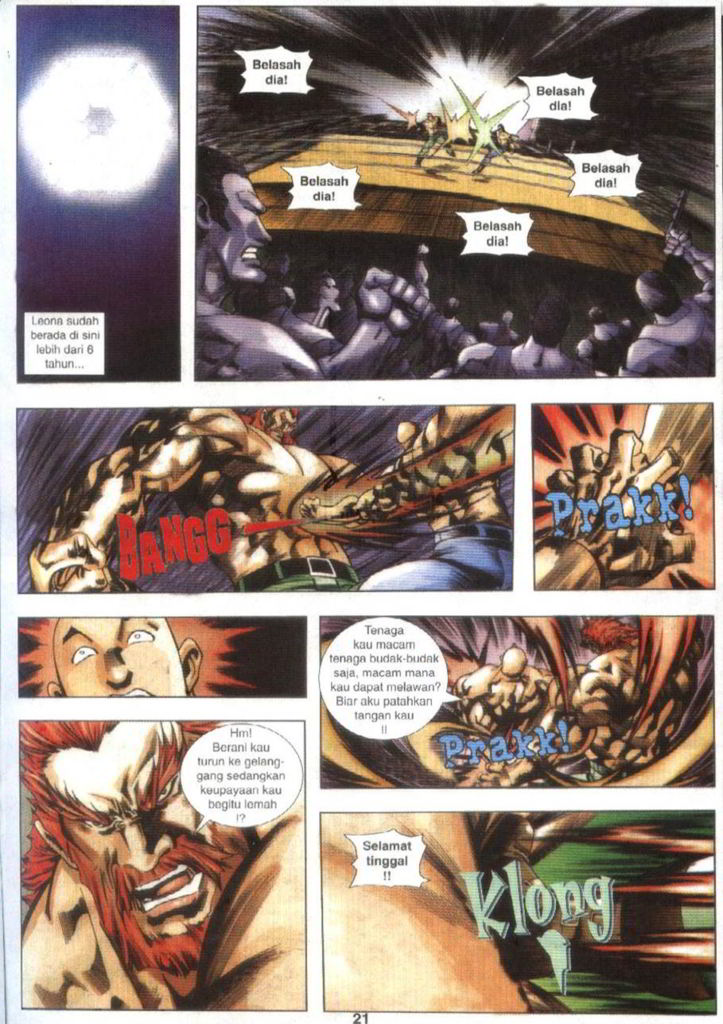 Leona sudah
berada di sini
lebih dari 6
tahun...
Belasah
dia!
Belasah
dia!
Belasah
dia!
Belasah
dia!
Belasah
dia!
BANGG
Prakk!
Tenaga
kau macam
tenaga budak-budak
saja, macam mana
kau dapat melawan?
Biar aku patahkan
tangan kau
!!
Prakk!
Hm!
Berani kau
turun ke gelang-
gang sedangkan
keupayaan kau
begitu lemah
!?
Selamat
tinggal
!!
Klong
!
21